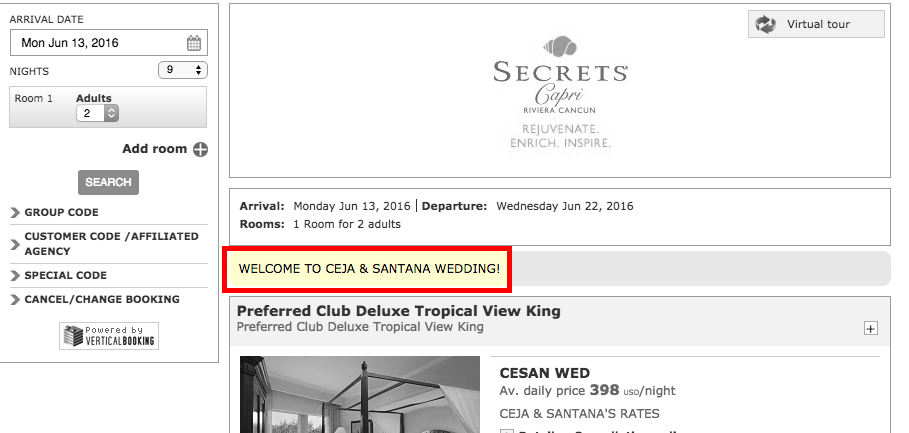 ARRIVAL DATE
Mon Jun 13, 2016
NIGHTS
9
Room 1
Adults
2
Add room
SEARCH
GROUP CODE
CUSTOMER CODE /AFFILIATED
AGENCY
SPECIAL CODE
CANCEL/CHANGE BOOKING
Powered by
VERTICALBOOKING
Virtual tour
SECRETS®
Capri
RIVIERA CANCUN
REJUVENATE.
ENRICH. INSPIRE.
Arrival: Monday Jun 13, 2016 | Departure: Wednesday Jun 22, 2016
Rooms: 1 Room for 2 adults
WELCOME TO CEJA & SANTANA WEDDING!
Preferred Club Deluxe Tropical View King
Preferred Club Deluxe Tropical View King
CESAN WED
Av. daily price 398 USD/night
CEJA & SANTANA'S RATES